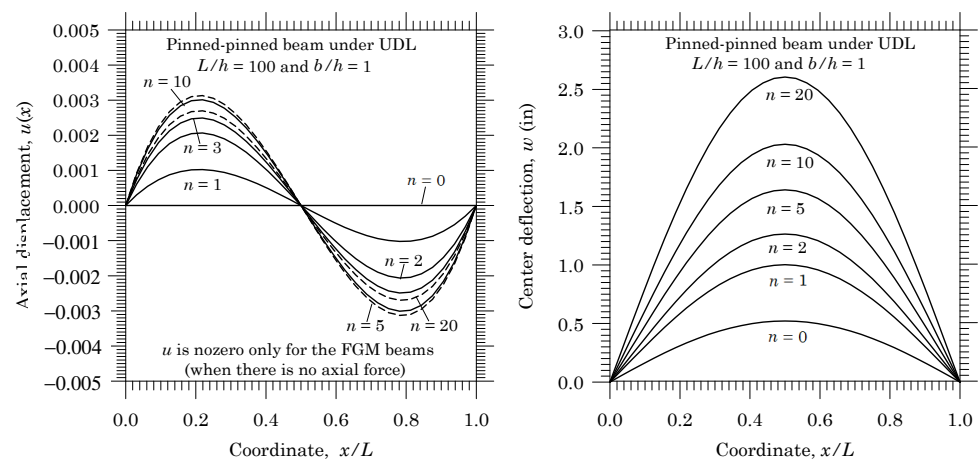 0.005
0.004
0.003
0.002
0.001
0.000
−0.001
−0.002
−0.003
−0.004
−0.005
Axial displacement, u(x)
Pinned-pinned beam under UDL
L/h = 100 and b/h = 1
n = 10
n = 3
n = 1
n = 0
n = 2
n = 5
n = 20
u is nozero only for the FGM beams
(when there is no axial force)
0.0 0.2 0.4 0.6 0.8 1.0
Coordinate, x/L
3.0
2.5
2.0
1.5
1.0
0.5
0.0
Center deflection, w (in)
Pinned-pinned beam under UDL
L/h = 100 and b/h = 1
n = 20
n = 10
n = 5
n = 2
n = 1
n = 0
0.0 0.2 0.4 0.6 0.8 1.0
Coordinate, x/L